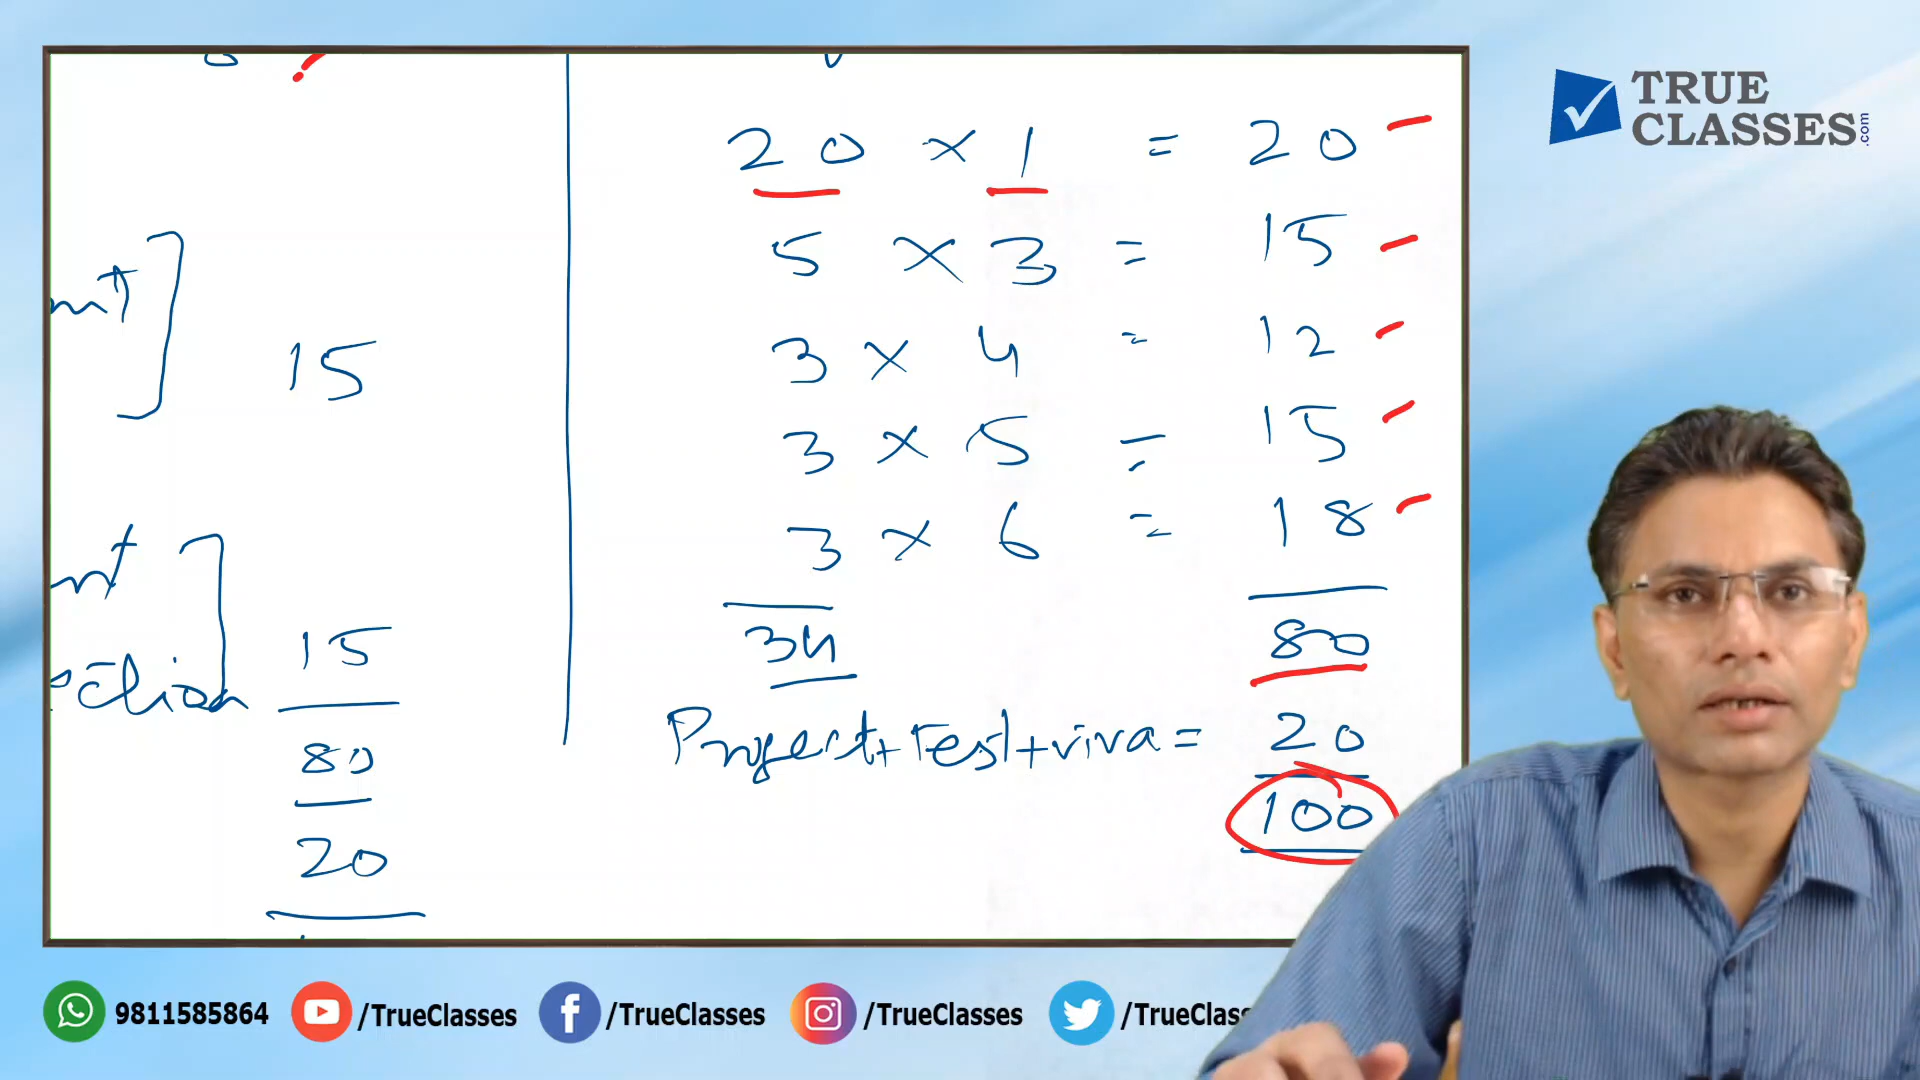 15
15
80
20
20 × 1 = 20
5 × 3 = 15
3 × 4 = 12
3 × 5 = 15
3 × 6 = 18
34 80
Project + Test + viva = 20
100
TRUE
CLASSES.com
9811585864 /TrueClasses /TrueClasses /TrueClasses